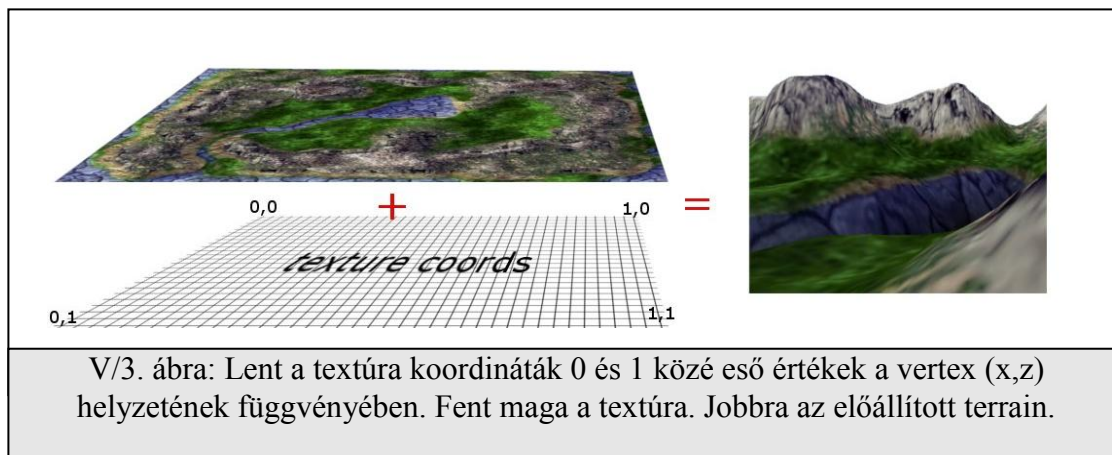 0,0
+
1,0
=
texture coords
0,1
1,1
V/3. ábra: Lent a textúra koordináták 0 és 1 közé eső értékek a vertex (x,z)
helyzetének függvényében. Fent maga a textúra. Jobbra az előállított terrain.